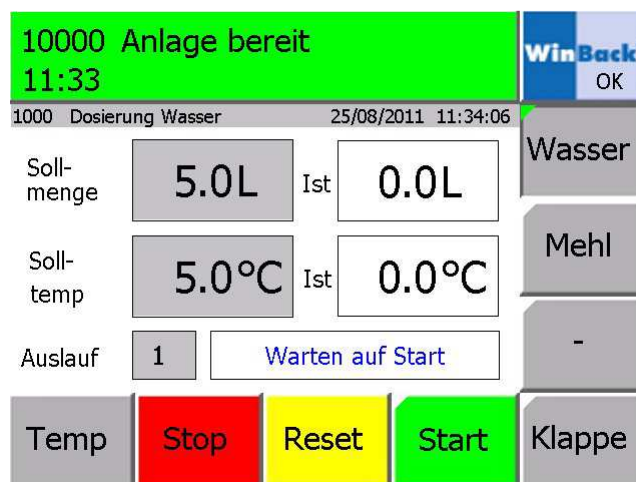 10000 Anlage bereit
11:33
WinBack
OK
1000 Dosierung Wasser 25/08/2011 11:34:06
Wasser
Soll-
menge
5.0L Ist 0.0L
Mehl
Soll-
temp
5.0°C Ist 0.0°C
-
Auslauf 1 Warten auf Start
Temp Stop Reset Start Klappe